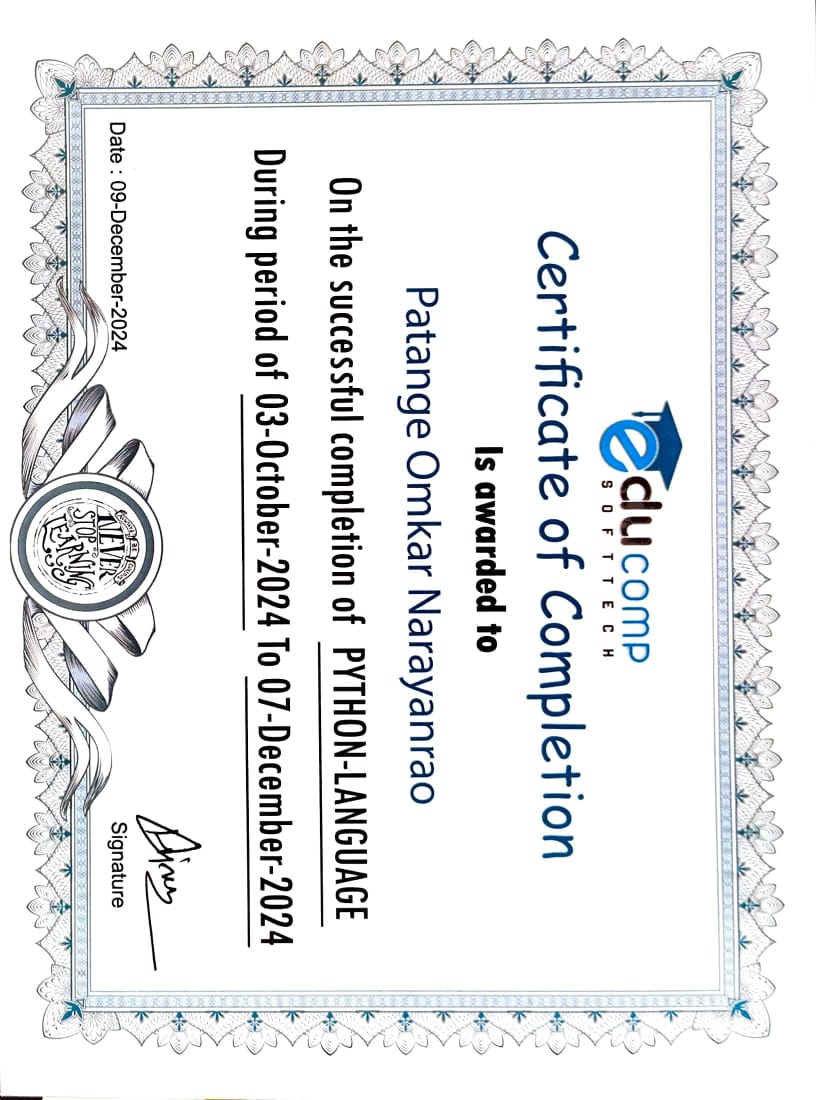 educomp
SOFTTECH
Certificate of Completion
Is awarded to
Patange Omkar Narayanrao
On the successful completion of PYTHON-LANGUAGE
During period of 03-October-2024 To 07-December-2024
Date : 09-December-2024
Signature
NEVER
STOP
LEARNING